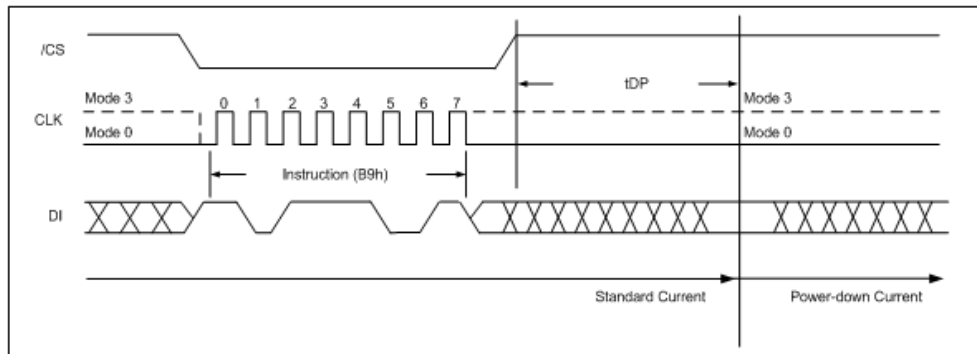 /CS
tDP
Mode 3
0 1 2 3 4 5 6 7
Mode 3
CLK
Mode 0
Mode 0
Instruction (B9h)
DI
Standard Current
Power-down Current